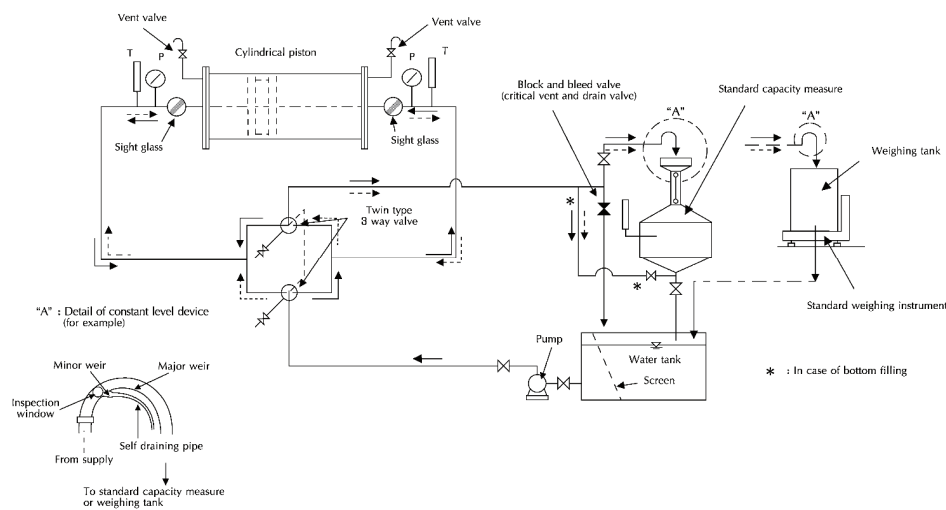 Vent valve
Vent valve
T
P
Cylindrical piston
P
T
Sight glass
Sight glass
Block and bleed valve
(critical vent and drain valve)
Standard capacity measure
"A"
"A"
Weighing tank
Twin type
3 way valve
*
*
Standard weighing instrument
"A" : Detail of constant level device
(for example)
Pump
Water tank
Screen
* : In case of bottom filling
Minor weir
Major weir
Inspection
window
Self draining pipe
From supply
To standard capacity measure
or weighing tank